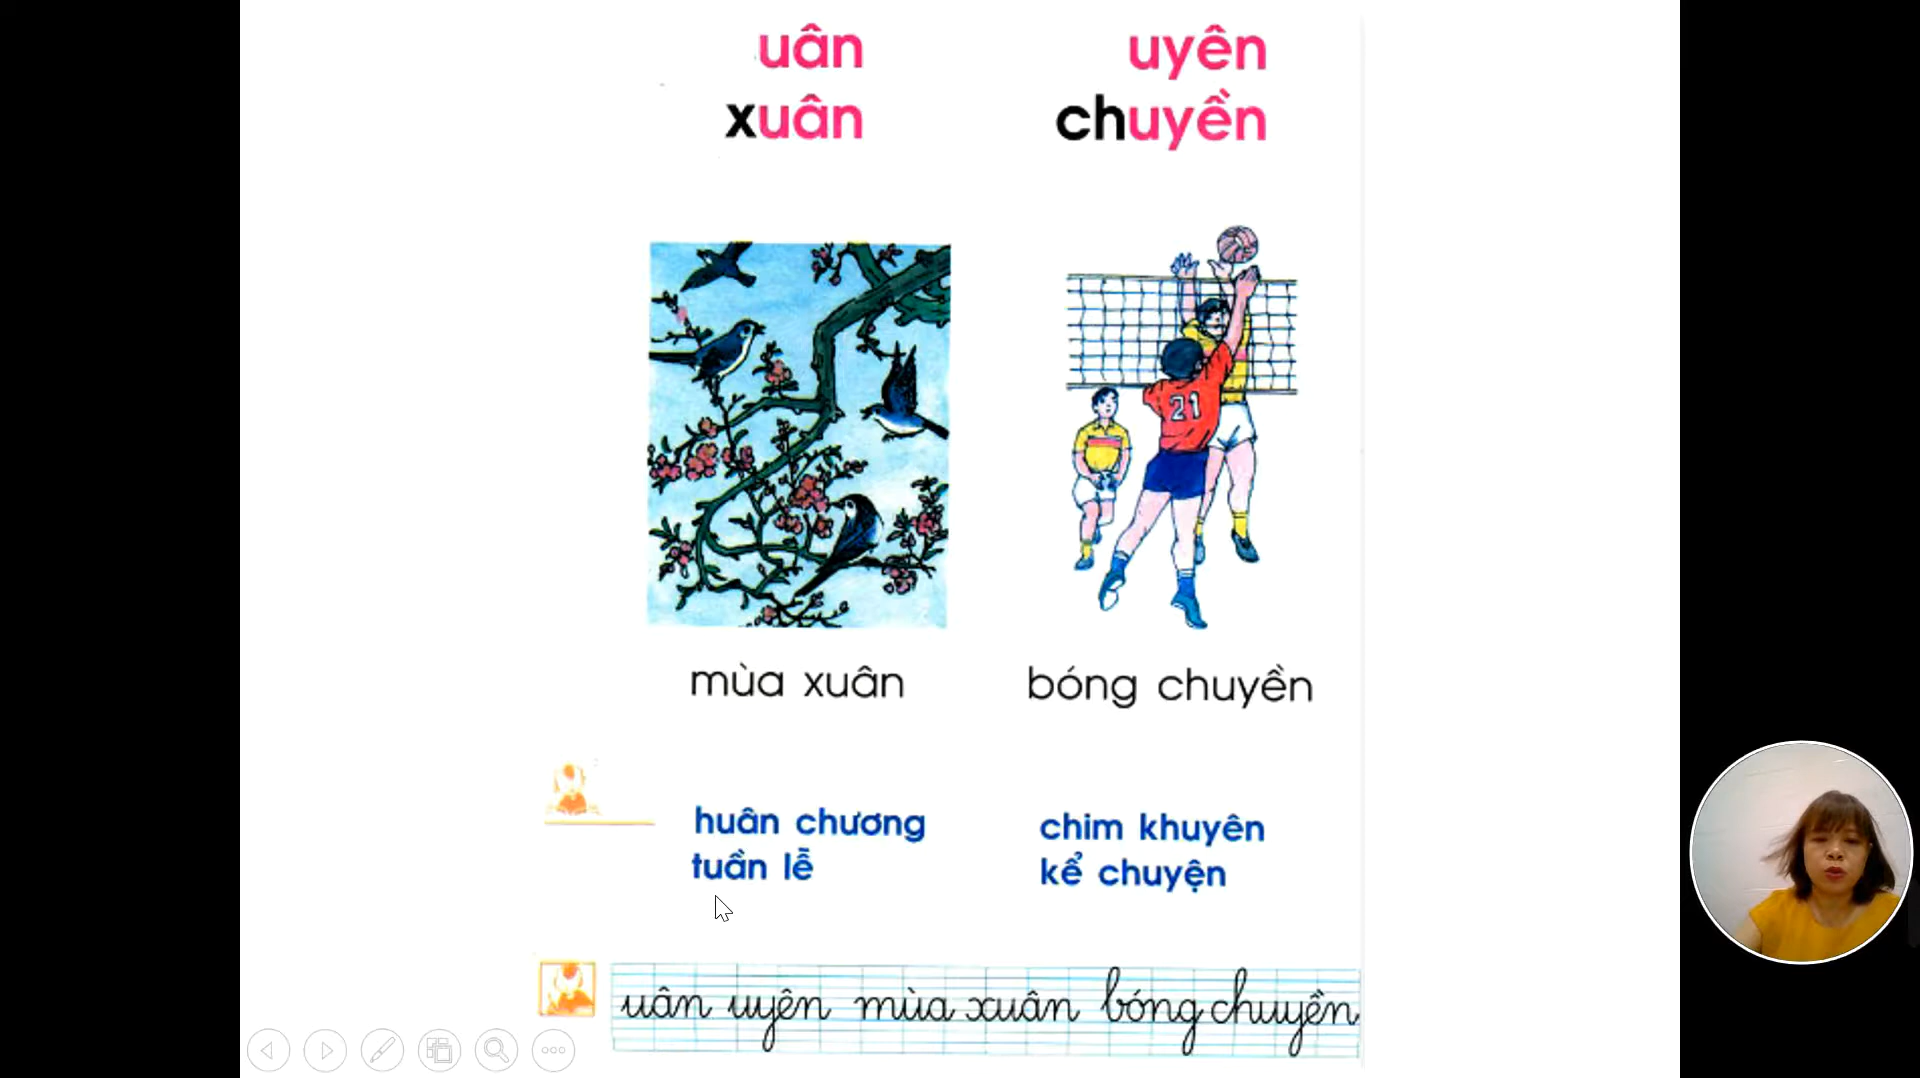 uân uyên
xuân chuyền
21
mùa xuân bóng chuyền
huân chương chim khuyên
tuần lễ kể chuyện
uân uyên mùa xuân bóng chuyền